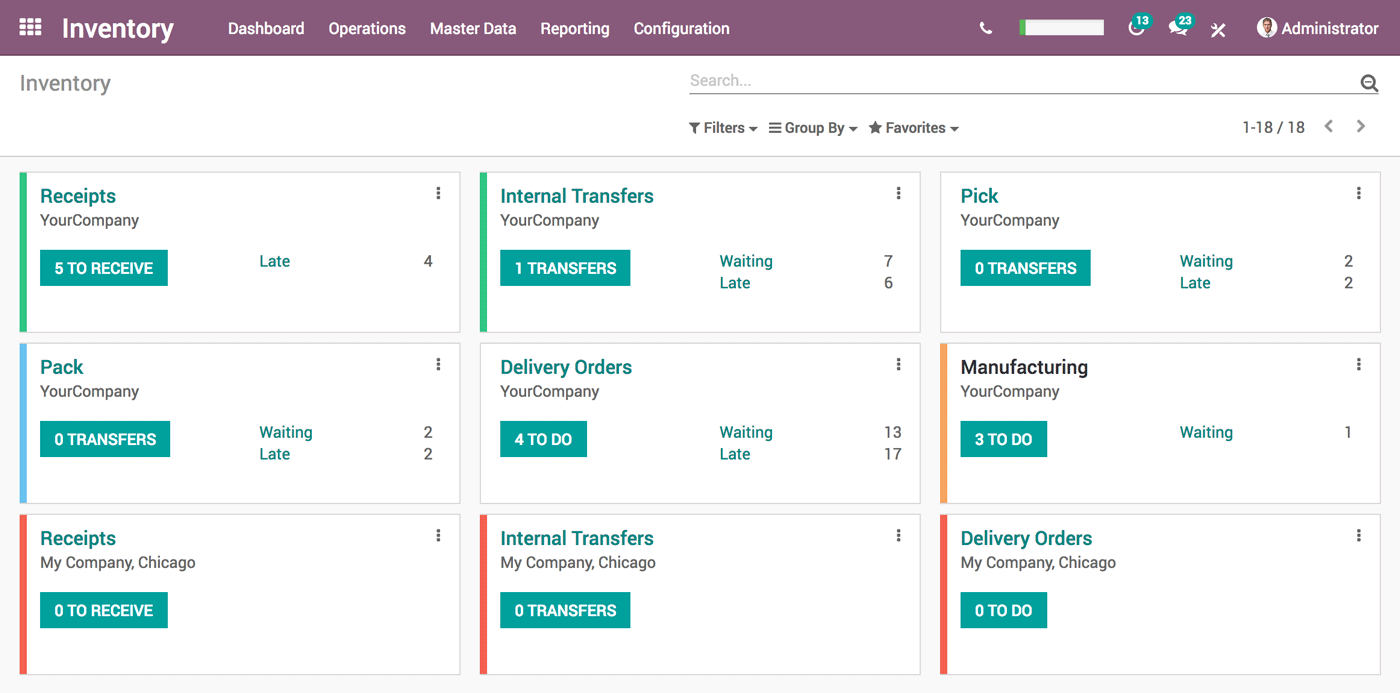 Inventory Dashboard Operations Master Data Reporting Configuration 13 23 Administrator
Inventory
Search...
Filters Group By Favorites 1-18 / 18
Receipts
YourCompany
5 TO RECEIVE
Late 4
Internal Transfers
YourCompany
1 TRANSFERS
Waiting 7
Late 6
Pick
YourCompany
0 TRANSFERS
Waiting 2
Late 2
Pack
YourCompany
0 TRANSFERS
Waiting 2
Late 2
Delivery Orders
YourCompany
4 TO DO
Waiting 13
Late 17
Manufacturing
YourCompany
3 TO DO
Waiting 1
Receipts
My Company, Chicago
0 TO RECEIVE
Internal Transfers
My Company, Chicago
0 TRANSFERS
Delivery Orders
My Company, Chicago
0 TO DO